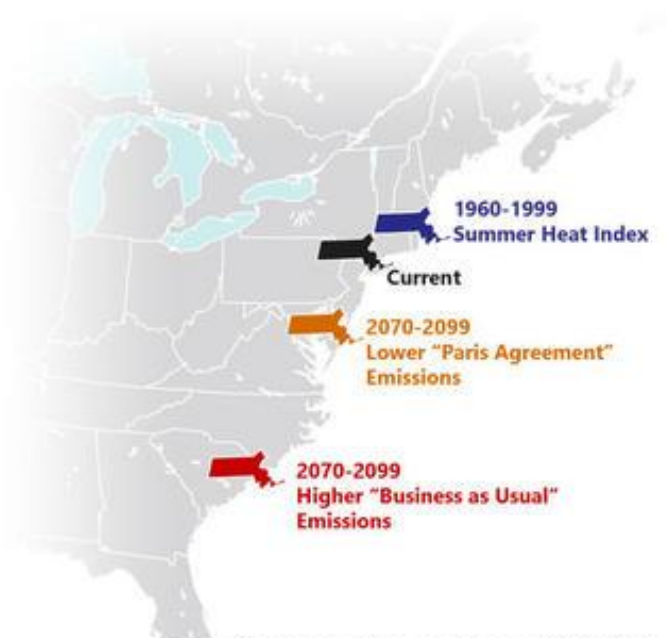 1960-1999
Summer Heat Index
Current
2070-2099
Lower “Paris Agreement”
Emissions
2070-2099
Higher “Business as Usual”
Emissions